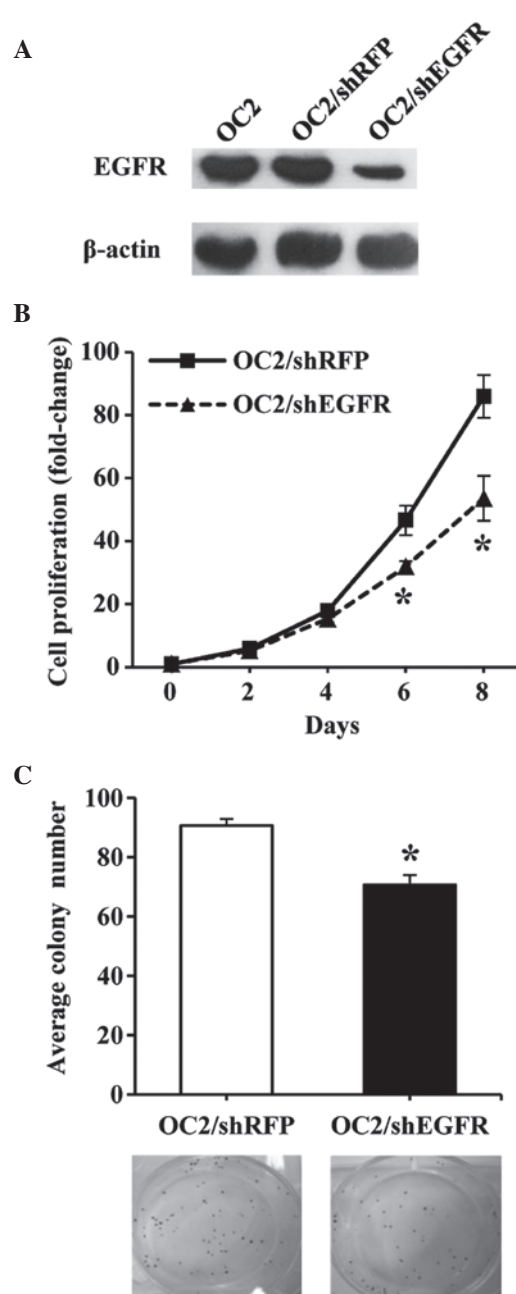 A
OC2
OC2/shRFP
OC2/shEGFR
EGFR
β-actin
B
Cell proliferation (fold-change)
100
80
60
40
20
0
OC2/shRFP
OC2/shEGFR
*
*
0 2 4 6 8
Days
C
Average colony number
100
80
60
40
20
0
*
OC2/shRFP OC2/shEGFR